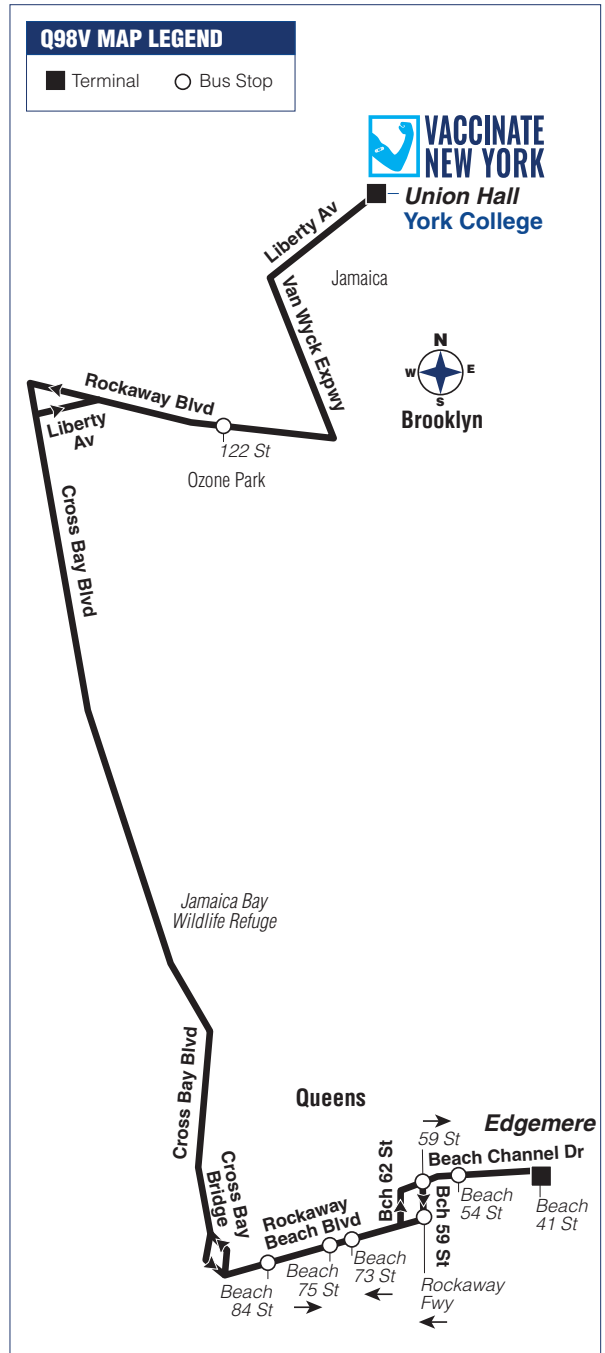 Q98V MAP LEGEND
Terminal
Bus Stop
VACCINATE
NEW YORK
Union Hall
York College
Liberty Av
Jamaica
Van Wyck Expwy
N
W
E
S
Brooklyn
Rockaway Blvd
Liberty
Av
122 St
Ozone Park
Cross Bay Blvd
Jamaica Bay
Wildlife Refuge
Cross Bay Blvd
Queens
Edgemere
59 St
Beach Channel Dr
Bch 62 St
Cross Bay
Bridge
Rockaway
Beach Blvd
Bch 59 St
Beach
54 St
Beach
41 St
Beach
84 St
Beach
75 St
Beach
73 St
Rockaway
Fwy